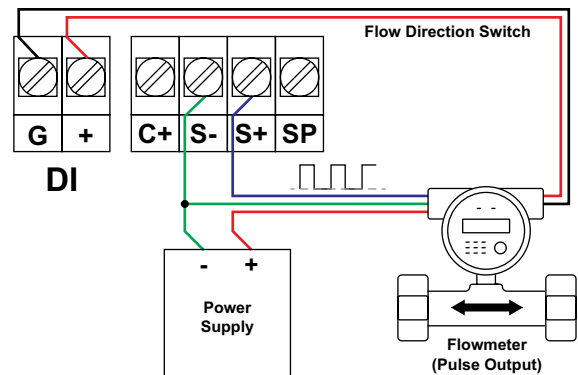 Flow Direction Switch
G + C+ S- S+ SP
DI
- +
Power
Supply
Flowmeter
(Pulse Output)